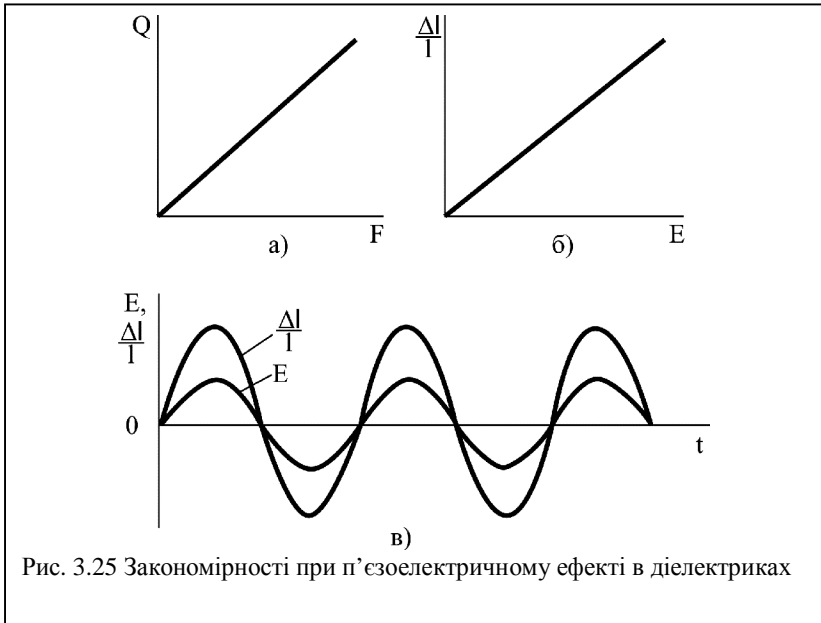 Q
F
а)
Δl
l
E
б)
E,
Δl
l
Δl
l
E
0
t
в)
Рис. 3.25 Закономірності при п’єзоелектричному ефекті в діелектриках